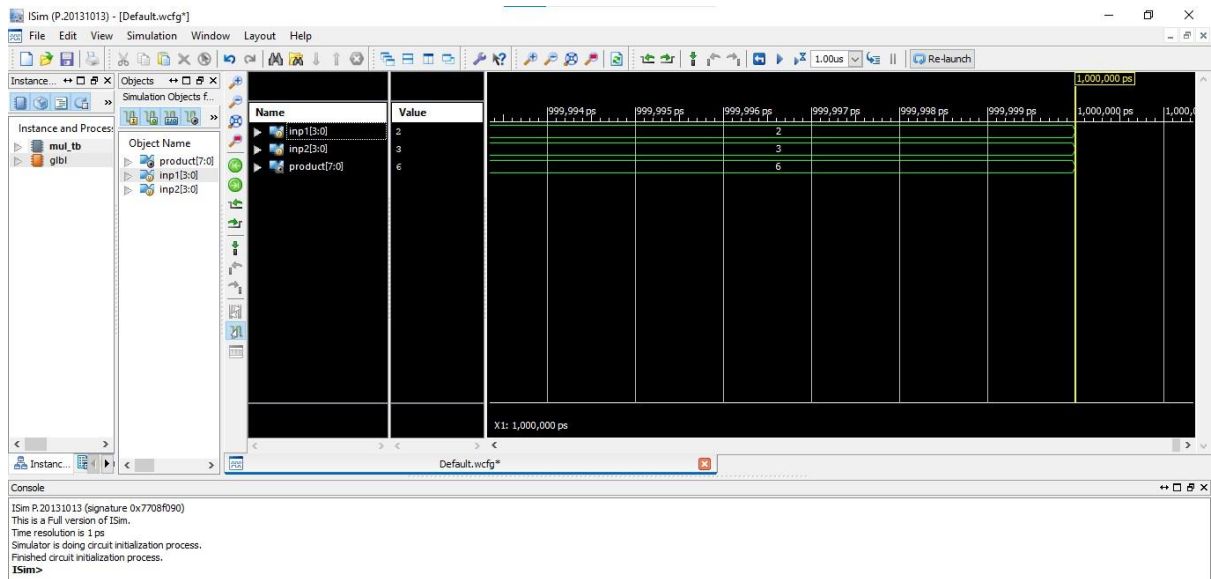 ISim (P.20131013) - [Default.wcfg*]
File Edit View Simulation Window Layout Help
1.00us
Re-launch
Instance...
Objects
Simulation Objects f...
Instance and Process
mul_tb
glbl
Object Name
product[7:0]
inp1[3:0]
inp2[3:0]
Name Value
inp1[3:0] 2
inp2[3:0] 3
product[7:0] 6
1,000,000 ps
999,994 ps 999,995 ps 999,996 ps 999,997 ps 999,998 ps 999,999 ps 1,000,000 ps 1,000,0
2
3
6
X1: 1,000,000 ps
Instanc...
Default.wcfg*
Console
ISim P.20131013 (signature 0x7708f090)
This is a Full version of ISim.
Time resolution is 1 ps
Simulator is doing circuit initialization process.
Finished circuit initialization process.
ISim>